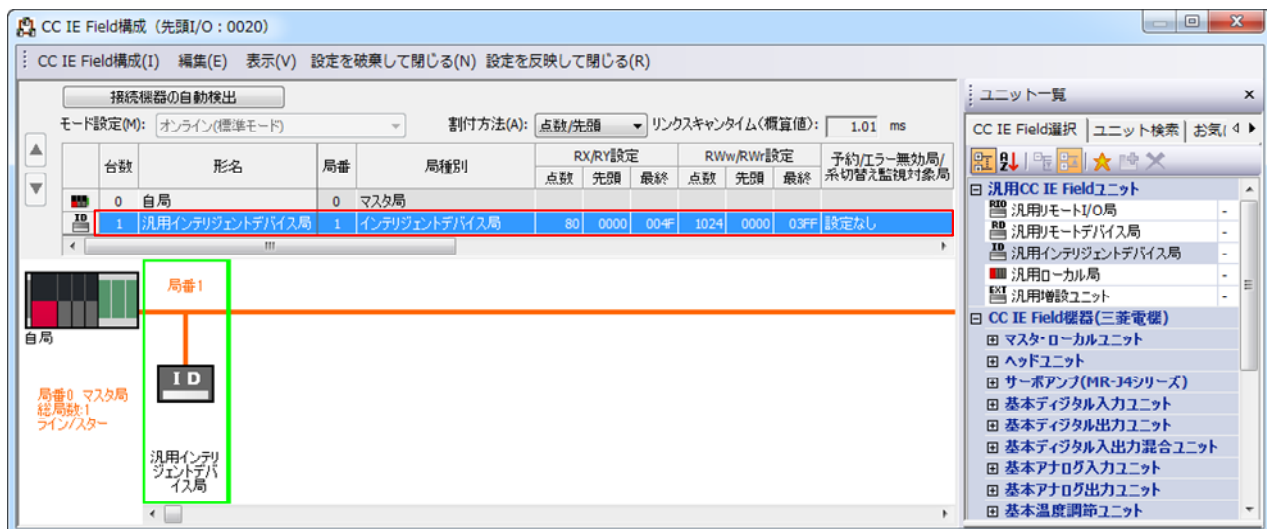 CC IE Field構成（先頭I/O：0020）
CC IE Field構成(I) 編集(E) 表示(V) 設定を破棄して閉じる(N) 設定を反映して閉じる(R)
接続機器の自動検出
モード設定(M): オンライン(標準モード) 割付方法(A): 点数/先頭 リンクスキャンタイム(概算値): 1.01 ms
台数 形名 局番 局種別 RX/RY設定 RWw/RWr設定 予約/エラー無効局/
系切替え監視対象局
点数 先頭 最終 点数 先頭 最終
0 自局 0 マスタ局
1 汎用インテリジェントデバイス局 1 インテリジェントデバイス局 80 0000 004F 1024 0000 03FF 設定なし
局番1
自局
I D
局番0 マスタ局
総局数:1
ライン/スター
汎用インテリ
ジェントデバ
イス局
ユニット一覧
CC IE Field選択 ユニット検索 お気(
汎用CC IE Fieldユニット
RIO 汎用リモートI/O局 -
RD 汎用リモートデバイス局 -
ID 汎用インテリジェントデバイス局 -
汎用ローカル局 -
EXT 汎用増設ユニット -
CC IE Field機器(三菱電機)
マスタ・ローカルユニット
ヘッドユニット
サーボアンプ(MR-J4シリーズ)
基本ディジタル入力ユニット
基本ディジタル出力ユニット
基本ディジタル入出力混合ユニット
基本アナログ入力ユニット
基本アナログ出力ユニット
基本温度調節ユニット